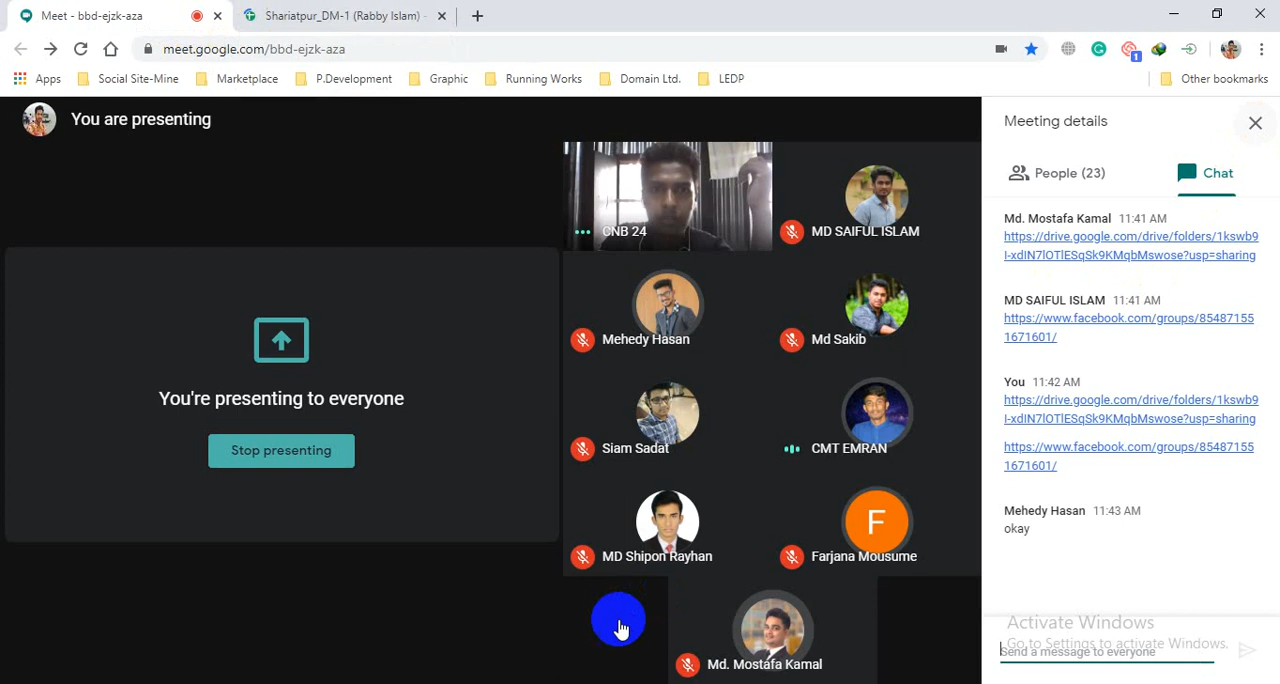 Meet - bbd-ejzk-aza
Shariatpur_DM-1 (Rabby Islam) -
meet.google.com/bbd-ejzk-aza
1
Apps
Social Site-Mine
Marketplace
P.Development
Graphic
Running Works
Domain Ltd.
LEDP
Other bookmarks
You are presenting
You're presenting to everyone
Stop presenting
CNB 24
MD SAIFUL ISLAM
Mehedy Hasan
Md Sakib
Siam Sadat
CMT EMRAN
MD Shipon Rayhan
F
Farjana Mousume
Md. Mostafa Kamal
Meeting details
People (23)
Chat
Md. Mostafa Kamal 11:41 AM
https://drive.google.com/drive/folders/1kswb9
I-xdIN7lOTlESqSk9KMqbMswose?usp=sharing
MD SAIFUL ISLAM 11:41 AM
https://www.facebook.com/groups/85487155
1671601/
You 11:42 AM
https://drive.google.com/drive/folders/1kswb9
I-xdIN7lOTlESqSk9KMqbMswose?usp=sharing
https://www.facebook.com/groups/85487155
1671601/
Mehedy Hasan 11:43 AM
okay
Activate Windows
Go to Settings to activate Windows.
Send a message to everyone